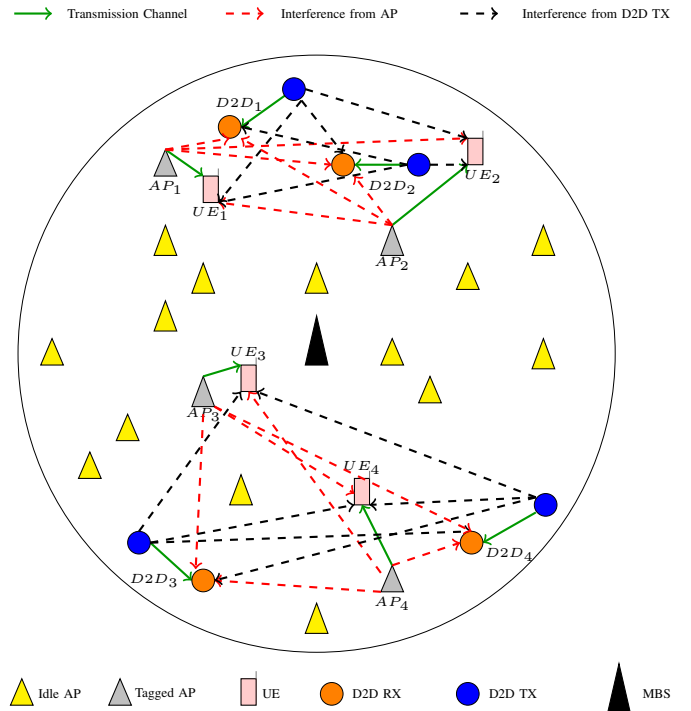 Transmission Channel Interference from AP Interference from D2D TX
D2D1
AP1
D2D2
UE2
UE1
AP2
UE3
AP3
UE4
D2D4
D2D3
AP4
Idle AP Tagged AP UE D2D RX D2D TX MBS